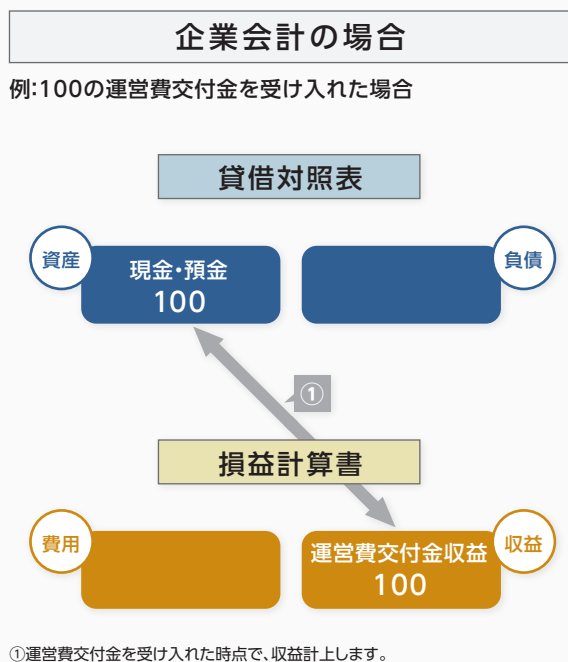 企業会計の場合
例:100の運営費交付金を受け入れた場合
貸借対照表
資産
現金・預金
100
負債
①
損益計算書
費用
運営費交付金収益
100
収益
①運営費交付金を受け入れた時点で、収益計上します。